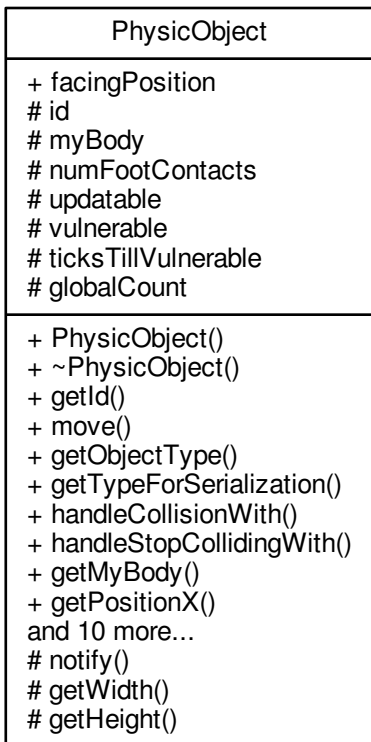 PhysicObject
+ facingPosition
# id
# myBody
# numFootContacts
# updatable
# vulnerable
# ticksTillVulnerable
# globalCount
+ PhysicObject()
+ ~PhysicObject()
+ getId()
+ move()
+ getObjectType()
+ getTypeForSerialization()
+ handleCollisionWith()
+ handleStopCollidingWith()
+ getMyBody()
+ getPositionX()
and 10 more...
# notify()
# getWidth()
# getHeight()